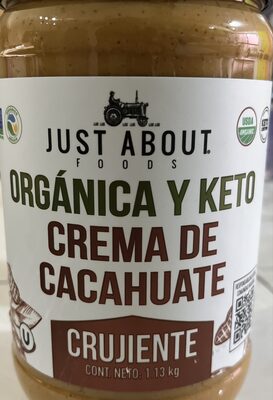 JUST ABOUT
FOODS
USDA
ORGANIC
ORGÁNICA Y KETO
CREMA DE
CACAHUATE
CRUJIENTE
CONT. NETO. 1.13 kg
U